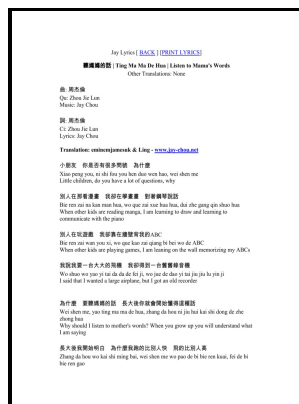 Jay Lyrics [ BACK ] [PRINT LYRICS]
聽媽媽的話 | Ting Ma Ma De Hua | Listen to Mama's Words
Other Translations: None
曲: 周杰倫
Qu: Zhou Jie Lun
Music: Jay Chou
詞: 周杰倫
Ci: Zhou Jie Lun
Lyrics: Jay Chou
Translation: eminemjamesuk & Ling - www.jay-chou.net
小朋友　你是否有很多問號　為什麼
Xiao peng you, ni shi fou you hen duo wen hao, wei shen me
Little children, do you have a lot of questions, why
別人在那看漫畫　我卻在學畫畫　對著鋼琴說話
Bie ren zai na kan man hua, wo que zai xue hua hua, dui zhe gang qin shuo hua
When other kids are reading manga, I am learning to draw and learning to
communicate with the piano
別人在玩遊戲　我卻靠在牆壁背我的ABC
Bie ren zai wan you xi, wo que kao zai qiang bi bei wo de ABC
When other kids are playing games, I am leaning on the wall memorizing my ABCs
我說我要一台大大的飛機　我卻得到一台舊舊錄音機
Wo shuo wo yao yi tai da da de fei ji, wo jue de dao yi tai jiu jiu lu yin ji
I said that I wanted a large airplane, but I got an old recorder
為什麼　要聽媽媽的話　長大後你就會開始懂得這種話
Wei shen me, yao ting ma ma de hua, zhang da hou ni jiu hui kai shi dong de zhe
zhong hua
Why should I listen to mother's words? When you grow up you will understand what
I am saying
長大後我開始明白　為什麼我跑的比別人快　飛的比別人高
Zhang da hou wo kai shi ming bai, wei shen me wo pao de bi bie ren kuai, fei de bi
bie ren gao